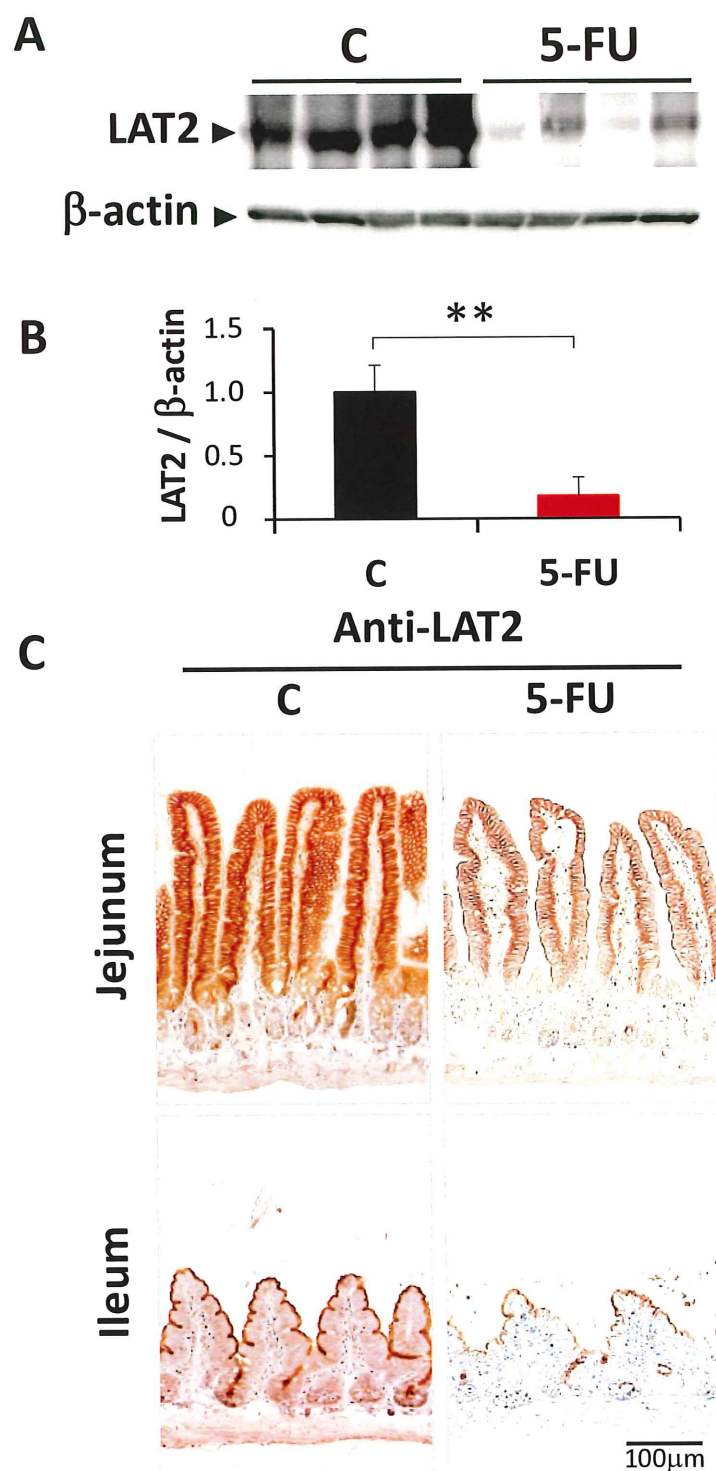 A
C 5-FU
LAT2
β-actin
B
**
LAT2 / β-actin
1.5
1.0
0.5
0
C 5-FU
C
Anti-LAT2
C 5-FU
Jejunum
Ileum
100μm